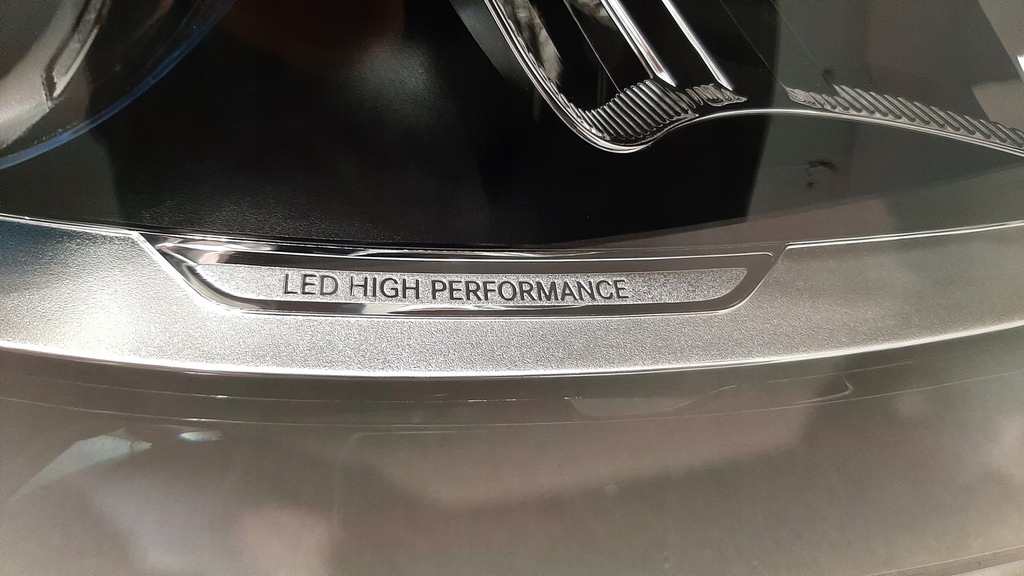 LED HIGH PERFORMANCE